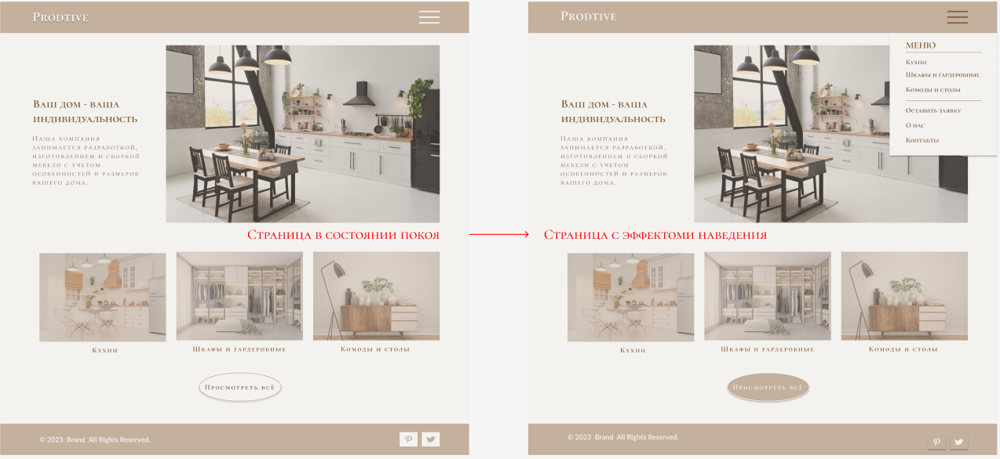 Prodtive
Ваш дом - ваша
индивидуальность
Наша компания
занимается разработкой,
изготовлением и сборкой
мебели с учетом
особенностей и размеров
вашего дома.
Страница в состоянии покоя
Кухни
Шкафы и гардеробные
Комоды и столы
Просмотреть всё
© 2023 Brand All Rights Reserved.
Prodtive
МЕНЮ
Кухни
Шкафы и гардеробные
Комоды и столы
Оставить заявку
О нас
Контакты
Ваш дом - ваша
индивидуальность
Наша компания
занимается разработкой,
изготовлением и сборкой
мебели с учетом
особенностей и размеров
вашего дома.
Страница с эффектоми наведения
Кухни
Шкафы и гардеробные
Комоды и столы
Просмотреть всё
© 2023 Brand All Rights Reserved.